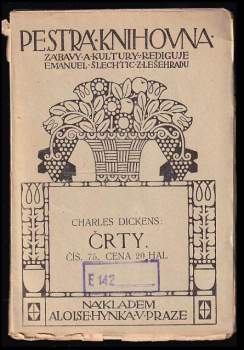 PESTRÁ·KNIHOVNA·
ZÁBAVY·A·KULTURY·REDIGUJE
EMANUEL·ŠLECHTIC·Z·LEŠEHRADU
CHARLES DICKENS:
ČRTY.
ČÍS. 75. CENA 20 HAL.
E 142
NÁKLADEM
ALOISE·HYNKA·V·PRAZE